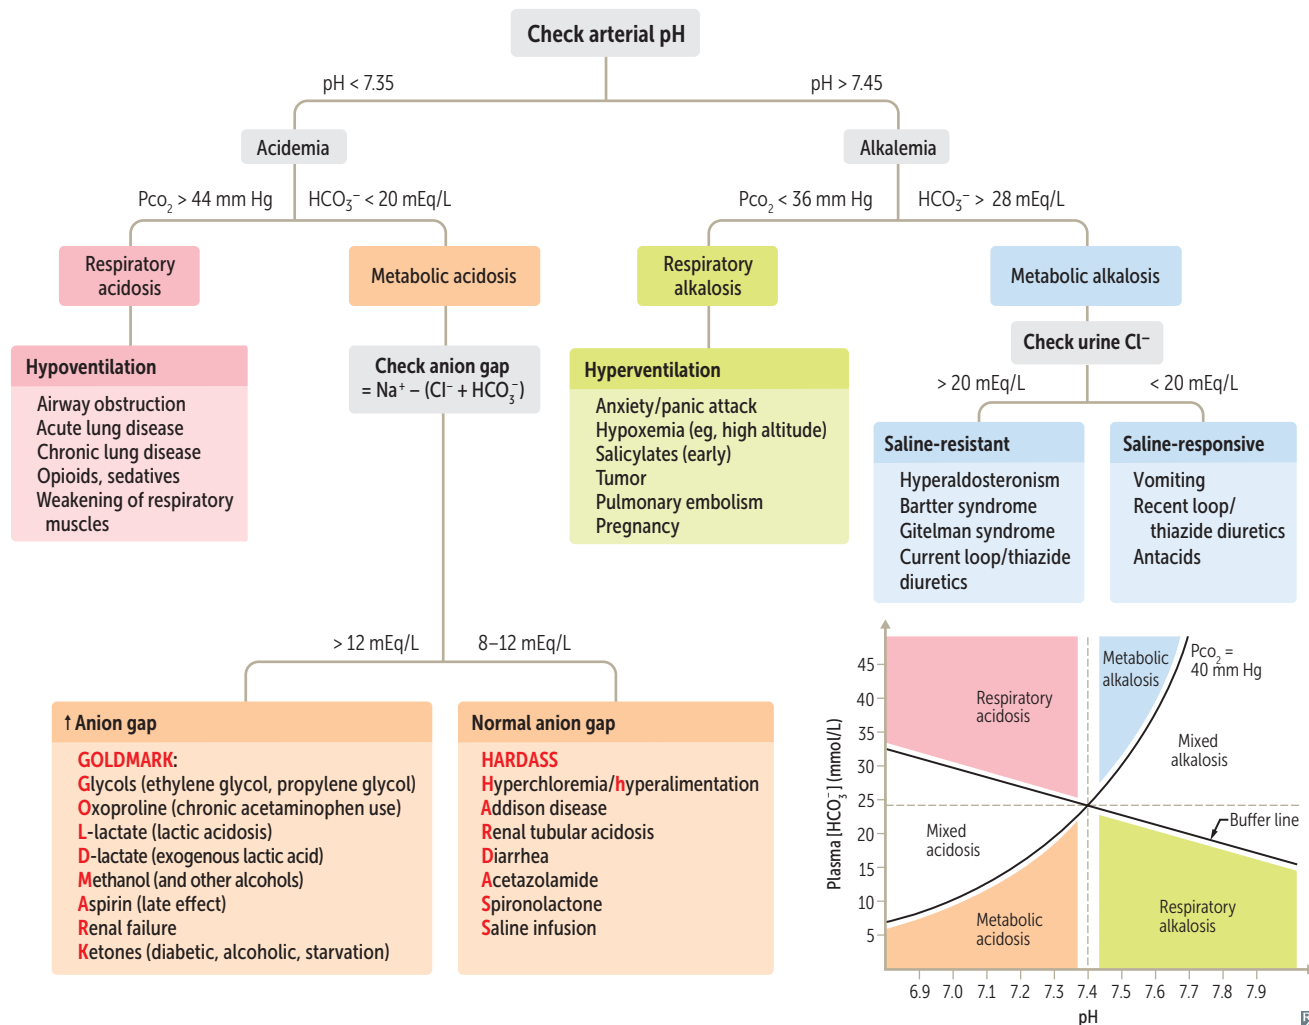 Check arterial pH
pH < 7.35
pH > 7.45
Acidemia
Alkalemia
Pco₂ > 44 mm Hg
HCO₃⁻ < 20 mEq/L
Pco₂ < 36 mm Hg
HCO₃⁻ > 28 mEq/L
Respiratory
acidosis
Metabolic acidosis
Respiratory
alkalosis
Metabolic alkalosis
Hypoventilation
Airway obstruction
Acute lung disease
Chronic lung disease
Opioids, sedatives
Weakening of respiratory
muscles
Check anion gap
= Na⁺ – (Cl⁻ + HCO₃⁻)
Hyperventilation
Anxiety/panic attack
Hypoxemia (eg, high altitude)
Salicylates (early)
Tumor
Pulmonary embolism
Pregnancy
Check urine Cl⁻
> 20 mEq/L
< 20 mEq/L
Saline-resistant
Hyperaldosteronism
Bartter syndrome
Gitelman syndrome
Current loop/thiazide
diuretics
Saline-responsive
Vomiting
Recent loop/
thiazide diuretics
Antacids
> 12 mEq/L
8–12 mEq/L
↑ Anion gap
GOLDMARK:
Glycols (ethylene glycol, propylene glycol)
Oxoproline (chronic acetaminophen use)
L-lactate (lactic acidosis)
D-lactate (exogenous lactic acid)
Methanol (and other alcohols)
Aspirin (late effect)
Renal failure
Ketones (diabetic, alcoholic, starvation)
Normal anion gap
HARDASS
Hyperchloremia/hyperalimentation
Addison disease
Renal tubular acidosis
Diarrhea
Acetazolamide
Spironolactone
Saline infusion
Plasma [HCO₃⁻] (mmol/L)
45
40
35
30
25
20
15
10
5
Respiratory
acidosis
Metabolic
alkalosis
Pco₂ =
40 mm Hg
Mixed
alkalosis
Buffer line
Mixed
acidosis
Metabolic
acidosis
Respiratory
alkalosis
6.9 7.0 7.1 7.2 7.3 7.4 7.5 7.6 7.7 7.8 7.9
pH